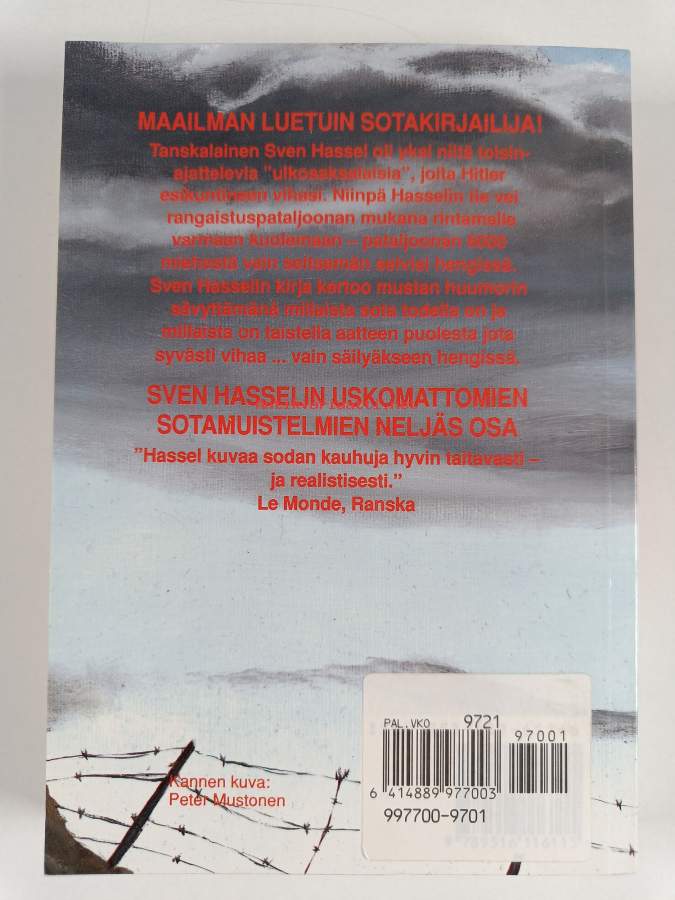 MAAILMAN LUETUIN SOTAKIRJAILIJA!
Tanskalainen Sven Hassel oli yksi niitä toisin-
ajattelevia "ulkosaksalaisia", joita Hitler
esikuntineen vihasi. Niinpä Hasselin tie vei
rangaistuspataljoonan mukana rintamalle
varmaan kuolemaan – pataljoonan 6000
miehestä vain seitsemän selvisi hengissä.
Sven Hasselin kirja kertoo mustan huumorin
sävyttämänä millaista sota todella on ja
millaista on taistella aatteen puolesta jota
syvästi vihaa ... vain säilyäkseen hengissä.
SVEN HASSELIN USKOMATTOMIEN
SOTAMUISTELMIEN NELJÄS OSA
"Hassel kuvaa sodan kauhuja hyvin taitavasti –
ja realistisesti."
Le Monde, Ranska
PAL.VKO 9721
97001
6 414889 977003
997700-9701
Kannen kuva:
Peter Mustonen